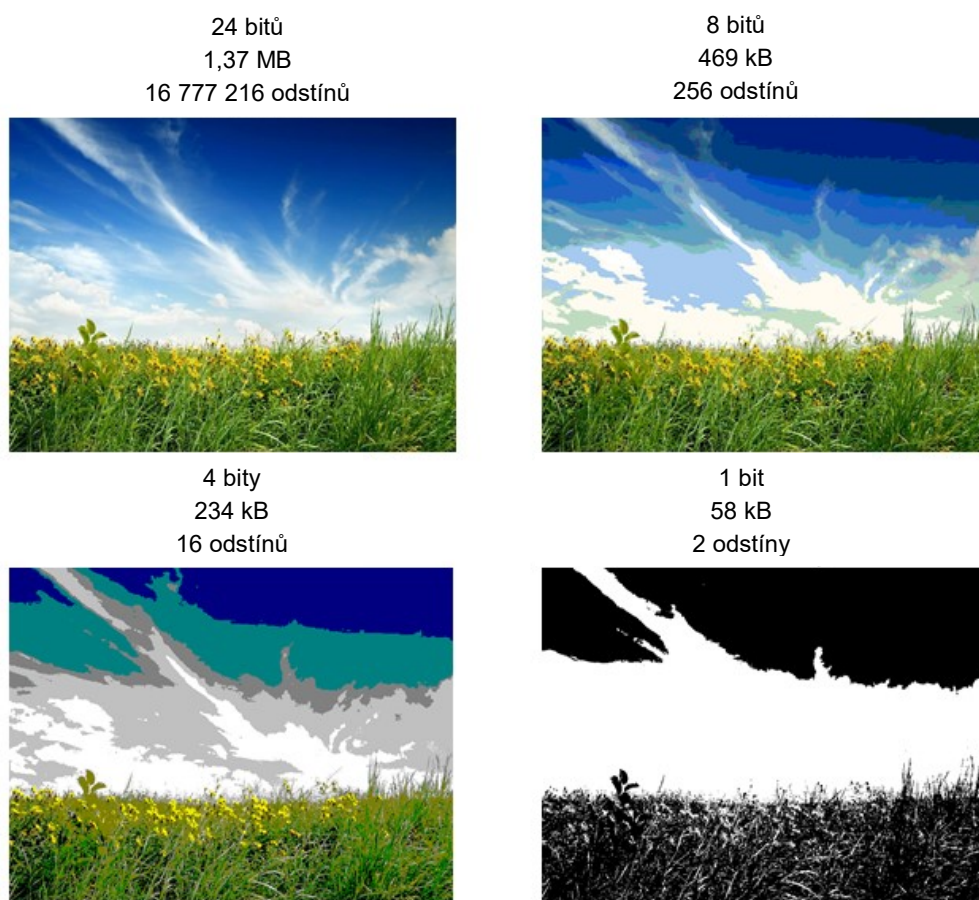 24 bitů
1,37 MB
16 777 216 odstínů
8 bitů
469 kB
256 odstínů
4 bity
234 kB
16 odstínů
1 bit
58 kB
2 odstíny